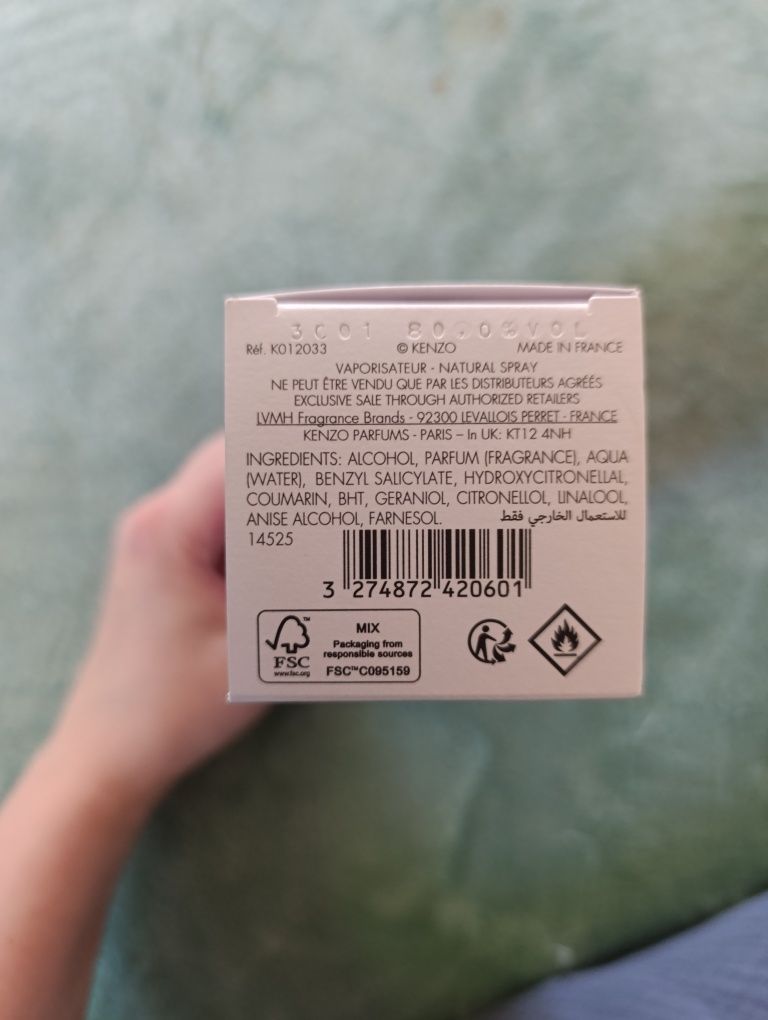 3C01 80.0%VOL
Réf. K012033 © KENZO MADE IN FRANCE
VAPORISATEUR - NATURAL SPRAY
NE PEUT ÊTRE VENDU QUE PAR LES DISTRIBUTEURS AGRÉÉS
EXCLUSIVE SALE THROUGH AUTHORIZED RETAILERS
LVMH Fragrance Brands - 92300 LEVALLOIS PERRET - FRANCE
KENZO PARFUMS - PARIS – In UK: KT12 4NH
INGREDIENTS: ALCOHOL, PARFUM (FRAGRANCE), AQUA
(WATER), BENZYL SALICYLATE, HYDROXYCITRONELLAL,
COUMARIN, BHT, GERANIOL, CITRONELLOL, LINALOOL,
ANISE ALCOHOL, FARNESOL. للاستعمال الخارجي فقط
14525
3 274872 420601
FSC
www.fsc.org
MIX
Packaging from
responsible sources
FSC™ C095159